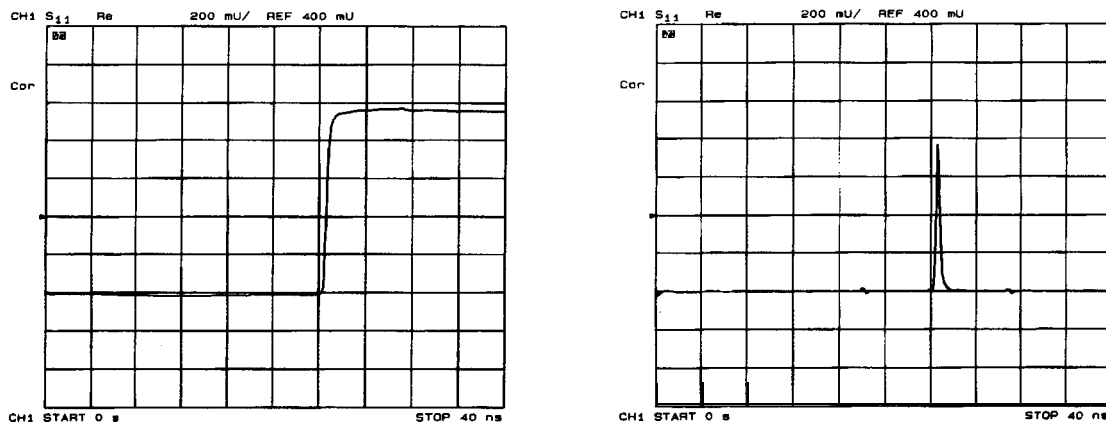 CH1 S11 Re 200 mU/ REF 400 mU
Cor
CH1 START 0 s STOP 40 ns
CH1 S11 Re 200 mU/ REF 400 mU
Cor
CH1 START 0 s STOP 40 ns